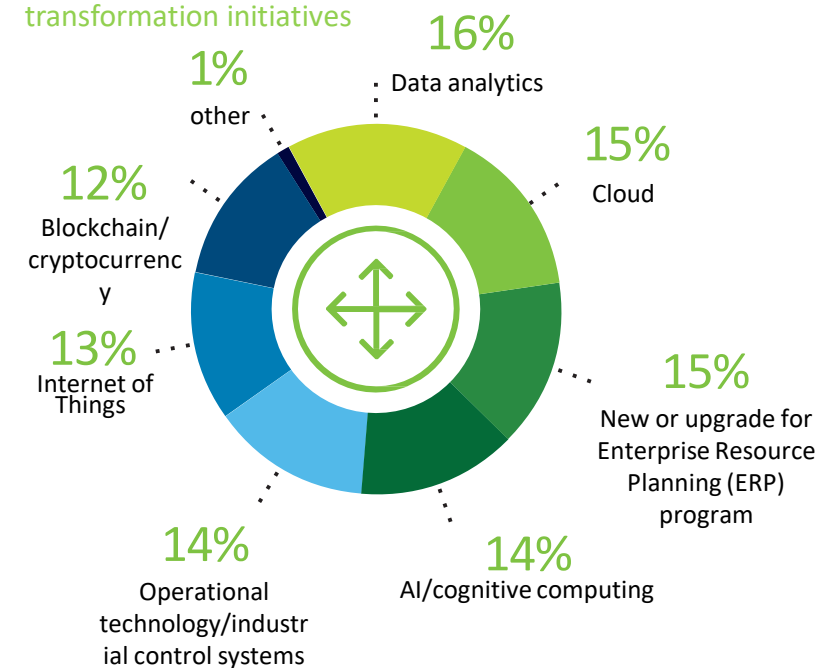 transformation initiatives
16%
Data analytics
15%
Cloud
15%
New or upgrade for
Enterprise Resource
Planning (ERP)
program
14%
AI/cognitive computing
14%
Operational
technology/industr
ial control systems
13%
Internet of
Things
12%
Blockchain/
cryptocurrenc
y
1%
other